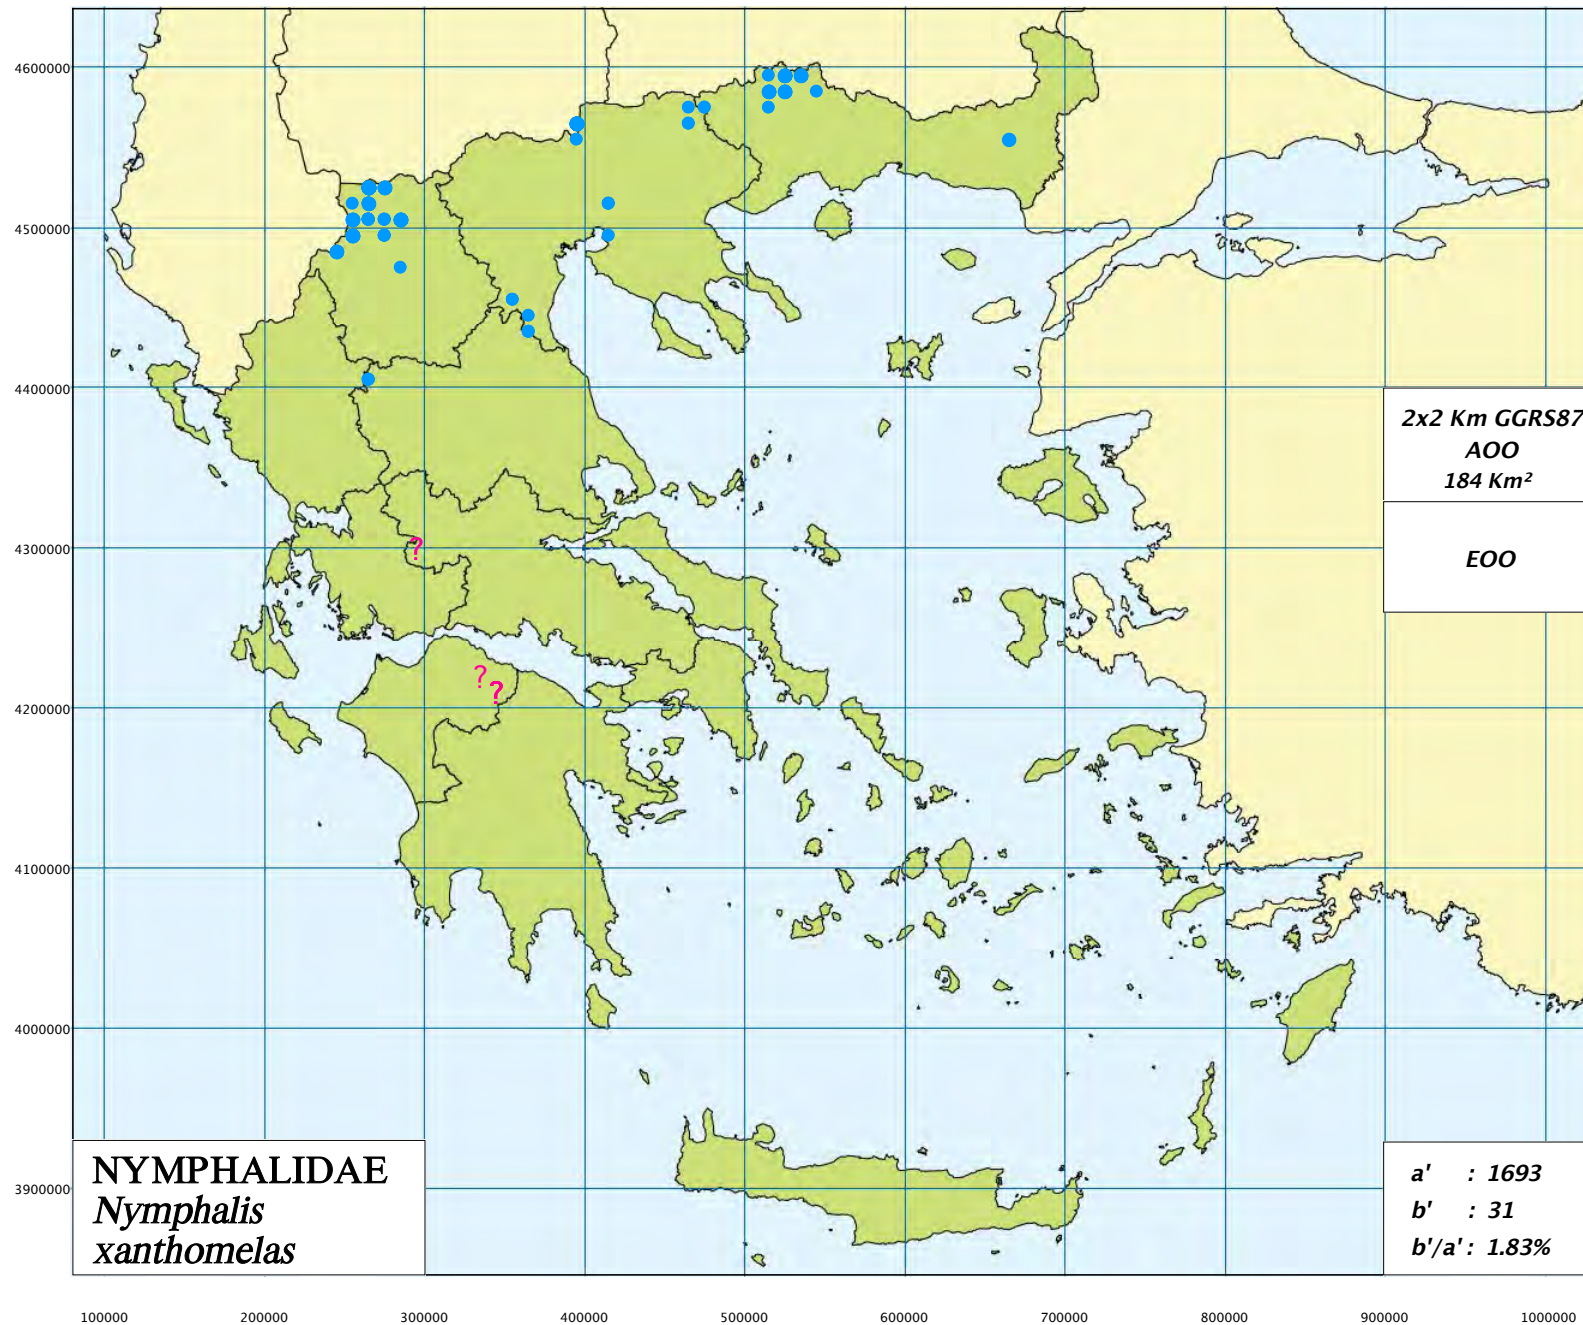 4600000
4500000
4400000
4300000
4200000
4100000
4000000
3900000
2x2 Km GGRS87
AOO
184 Km²
EOO
?
?
?
NYMPHALIDAE
Nymphalis
xanthomelas
a' : 1693
b' : 31
b'/a' : 1.83%
100000 200000 300000 400000 500000 600000 700000 800000 900000 1000000